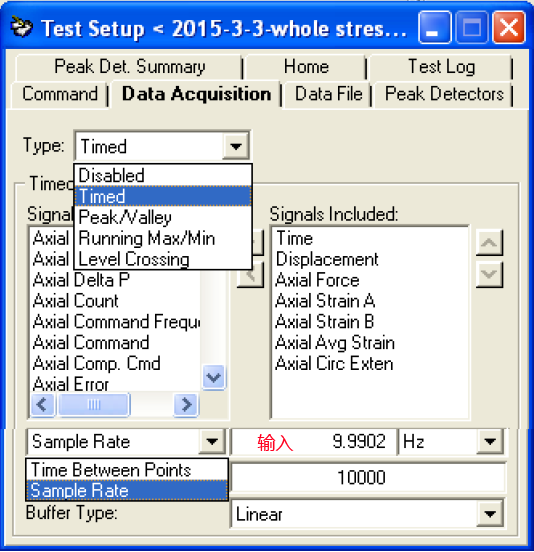 Test Setup < 2015-3-3-whole stres...
Peak Det. Summary
Home
Test Log
Command
Data Acquisition
Data File
Peak Detectors
Type:
Timed
Disabled
Timed
Peak/Valley
Running Max/Min
Level Crossing
Timed
Signal
Axial
Axial
Axial Delta P
Axial Count
Axial Command Frequ
Axial Command
Axial Comp. Cmd
Axial Error
Signals Included:
Time
Displacement
Axial Force
Axial Strain A
Axial Strain B
Axial Avg Strain
Axial Circ Exten
Sample Rate
输入
9.9902
Hz
Time Between Points
Sample Rate
10000
Buffer Type:
Linear